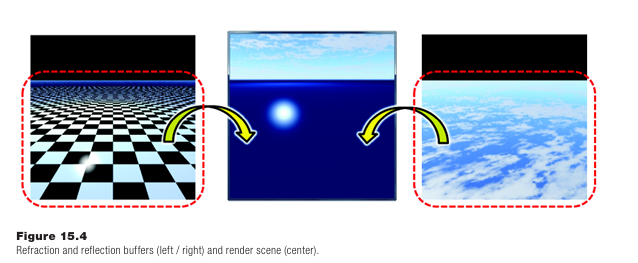 Figure 15.4
Refraction and reflection buffers (left / right) and render scene (center).